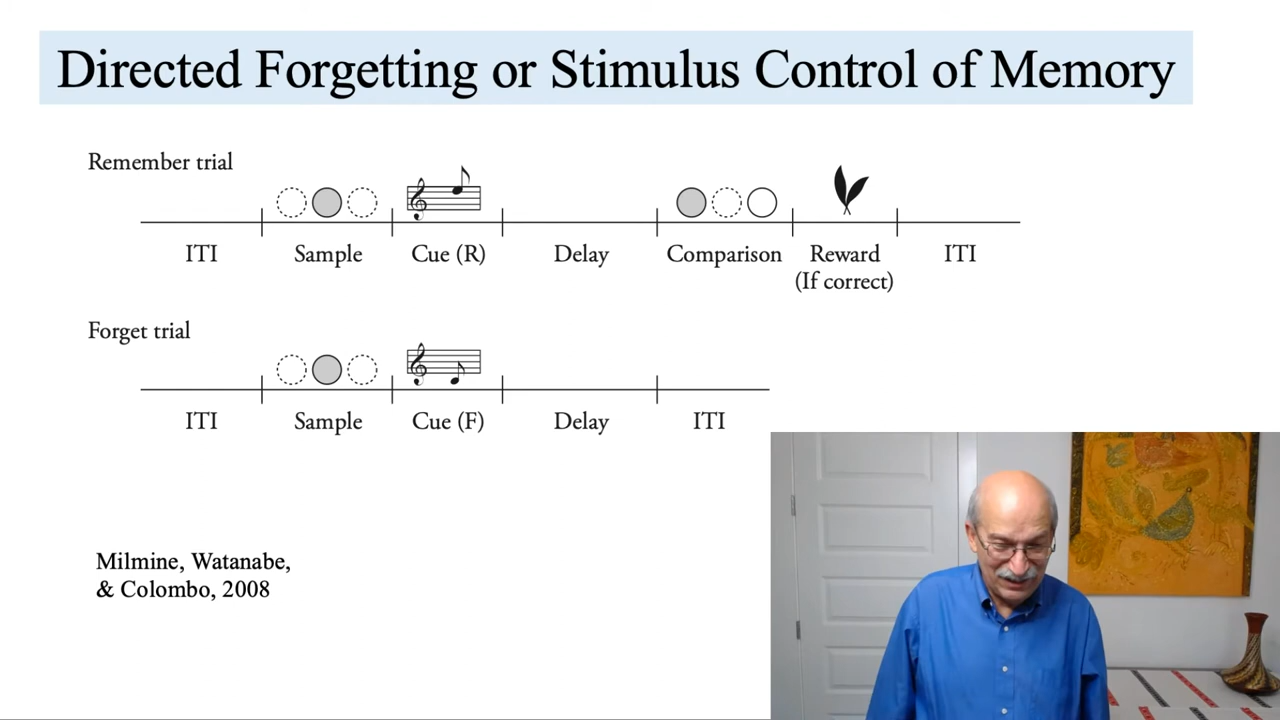 Directed Forgetting or Stimulus Control of Memory
Remember trial
ITI Sample Cue (R) Delay Comparison Reward ITI
(If correct)
Forget trial
ITI Sample Cue (F) Delay ITI
Milmine, Watanabe,
& Colombo, 2008